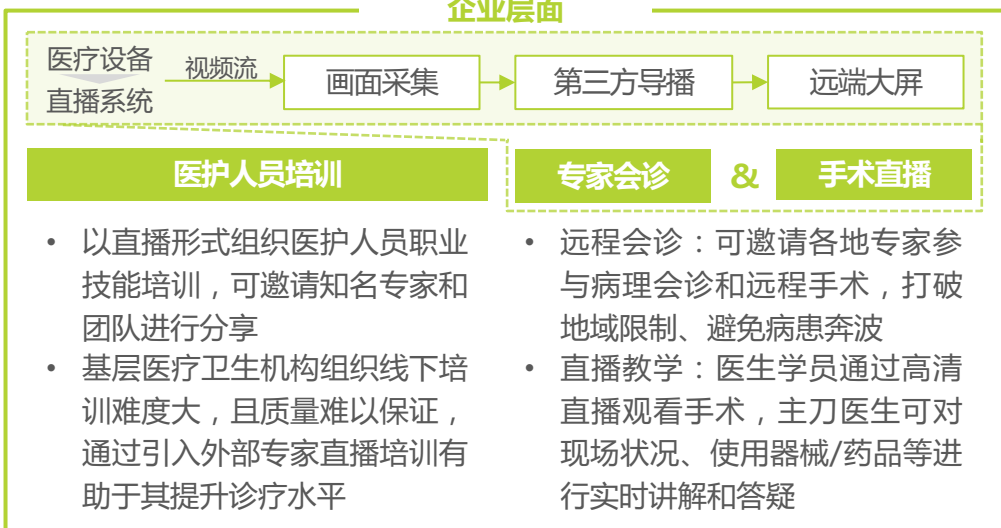 企业层面
医疗设备
直播系统
视频流
画面采集
第三方导播
远端大屏
医护人员培训
专家会诊
&
手术直播
• 以直播形式组织医护人员职业
技能培训，可邀请知名专家和
团队进行分享
• 基层医疗卫生机构组织线下培
训难度大，且质量难以保证，
通过引入外部专家直播培训有
助于其提升诊疗水平
• 远程会诊：可邀请各地专家参
与病理会诊和远程手术，打破
地域限制、避免病患奔波
• 直播教学：医生学员通过高清
直播观看手术，主刀医生可对
现场状况、使用器械/药品等进
行实时讲解和答疑